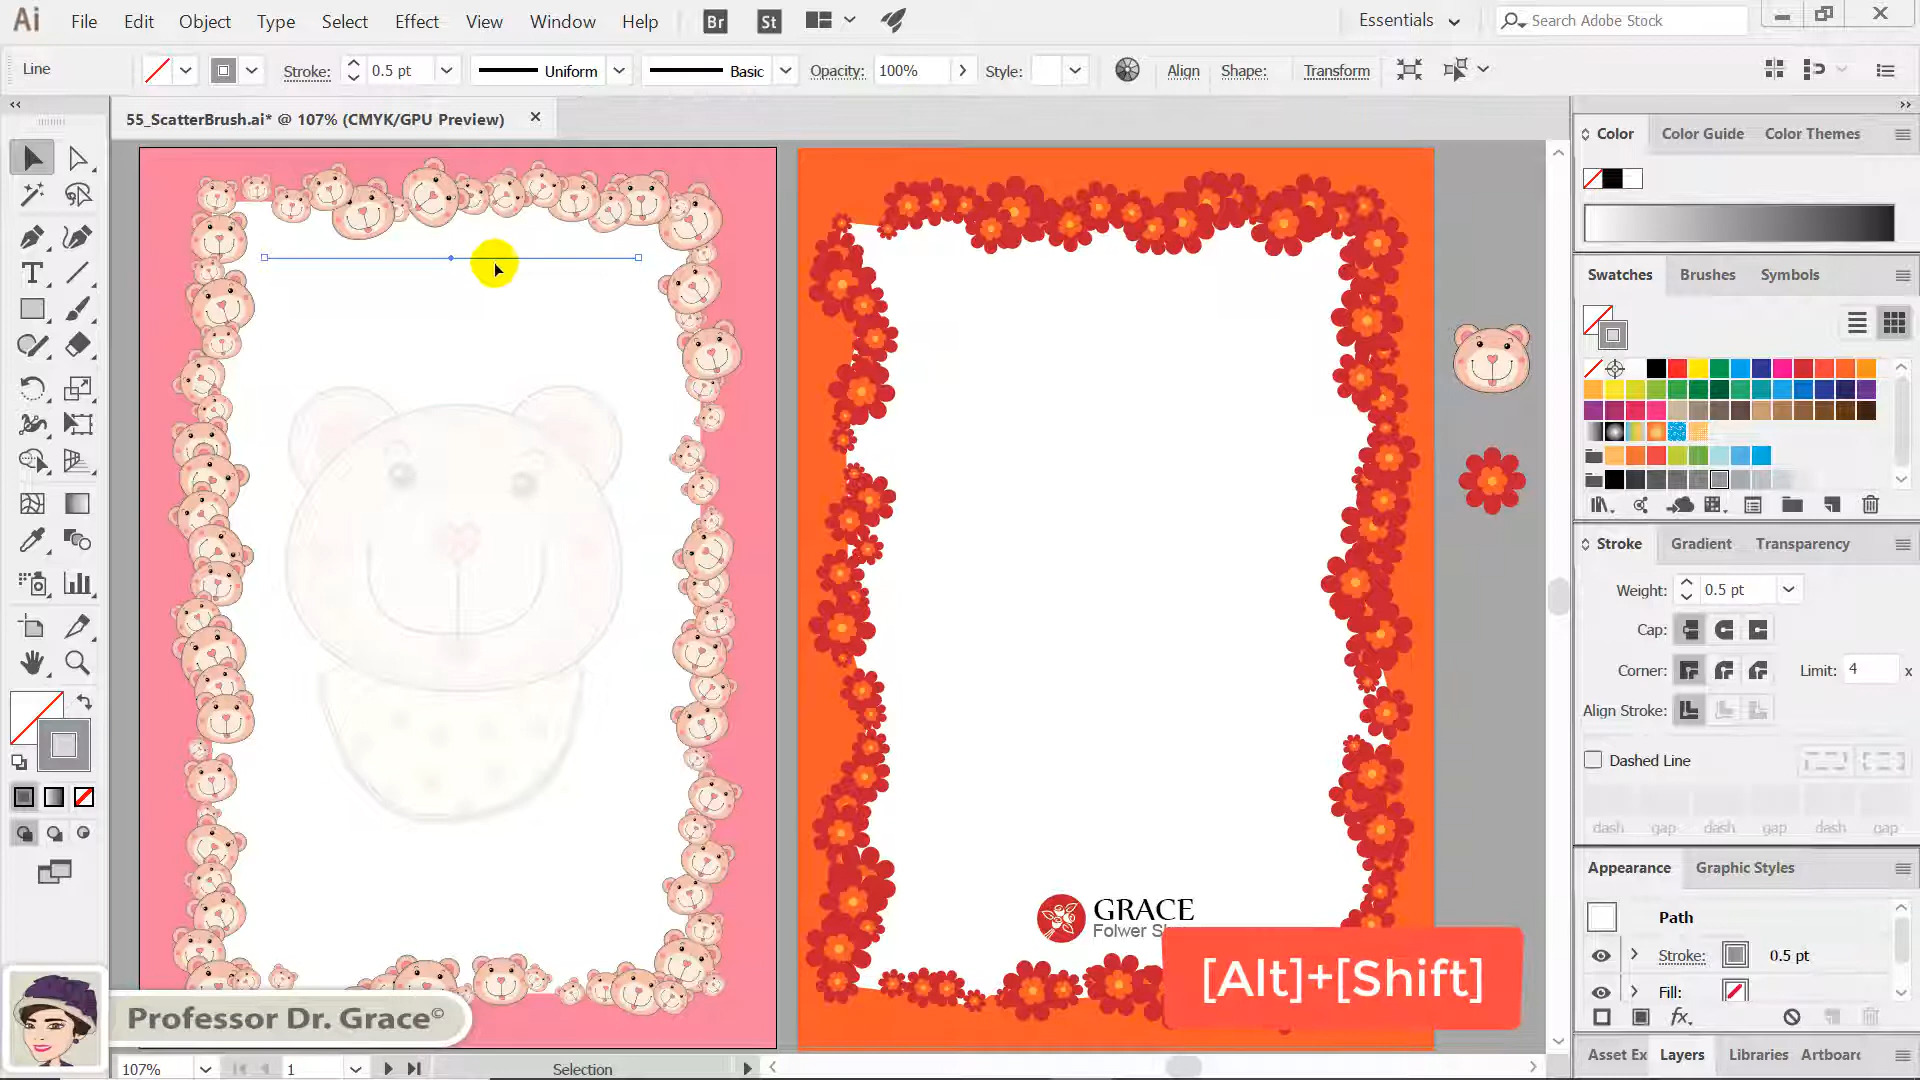 Ai File Edit Object Type Select Effect View Window Help Br St Essentials Search Adobe Stock
Line Stroke: 0.5 pt Uniform Basic Opacity: 100% Style: Align Shape: Transform
55_ScatterBrush.ai* @ 107% (CMYK/GPU Preview)
Color Color Guide Color Themes
Swatches Brushes Symbols
Stroke Gradient Transparency
Weight: 0.5 pt
Cap:
Corner: Limit: 4 x
Align Stroke:
Dashed Line
dash gap dash gap dash gap
Appearance Graphic Styles
Path
Stroke: 0.5 pt
Fill:
fx
Asset Ex Layers Libraries Artboard
GRACE
Folwer Sh
[Alt]+[Shift]
Professor Dr. Grace©
107% 1 Selection